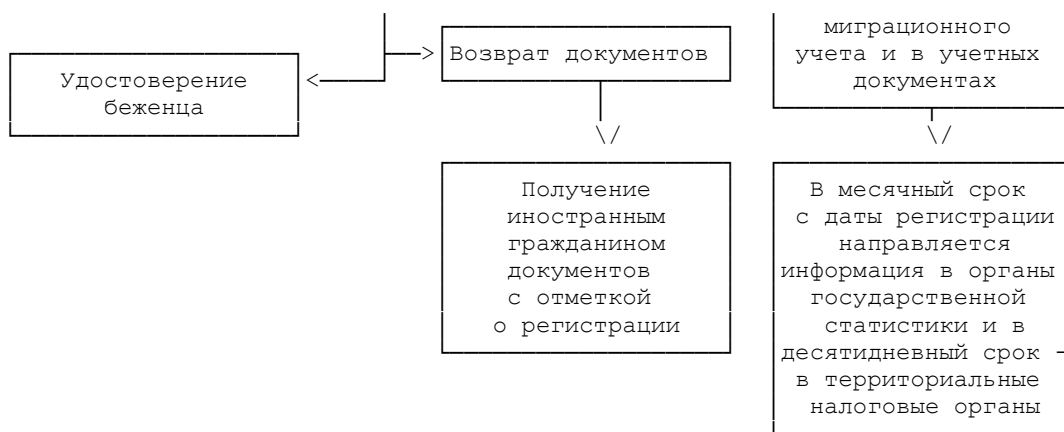 Удостоверение
беженца
Возврат документов
Получение
иностранным
гражданином
документов
с отметкой
о регистрации
миграционного
учета и в учетных
документах
В месячный срок
с даты регистрации
направляется
информация в органы
государственной
статистики и в
десятидневный срок -
в территориальные
налоговые органы